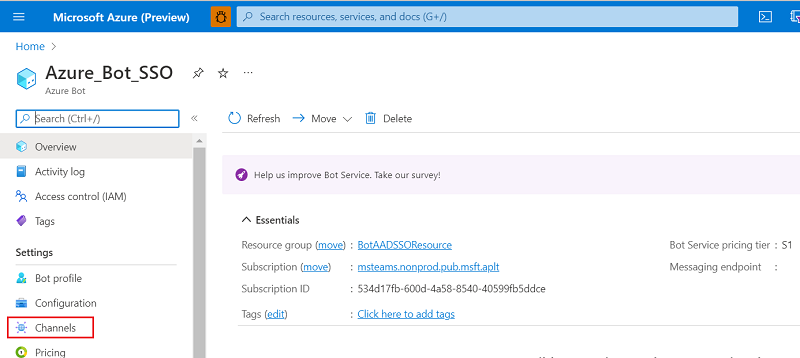 Microsoft Azure (Preview)
Search resources, services, and docs (G+/)
Home
Azure_Bot_SSO
Azure Bot
Search (Ctrl+/)
Refresh
Move
Delete
Overview
Activity log
Access control (IAM)
Tags
Settings
Bot profile
Configuration
Channels
Pricing
Help us improve Bot Service. Take our survey!
Essentials
Resource group (move) : BotAADSSOResource
Subscription (move) : msteams.nonprod.pub.msft.aplt
Subscription ID : 534d17fb-600d-4a58-8540-40599fb5ddce
Tags (edit) : Click here to add tags
Bot Service pricing tier : S1
Messaging endpoint :